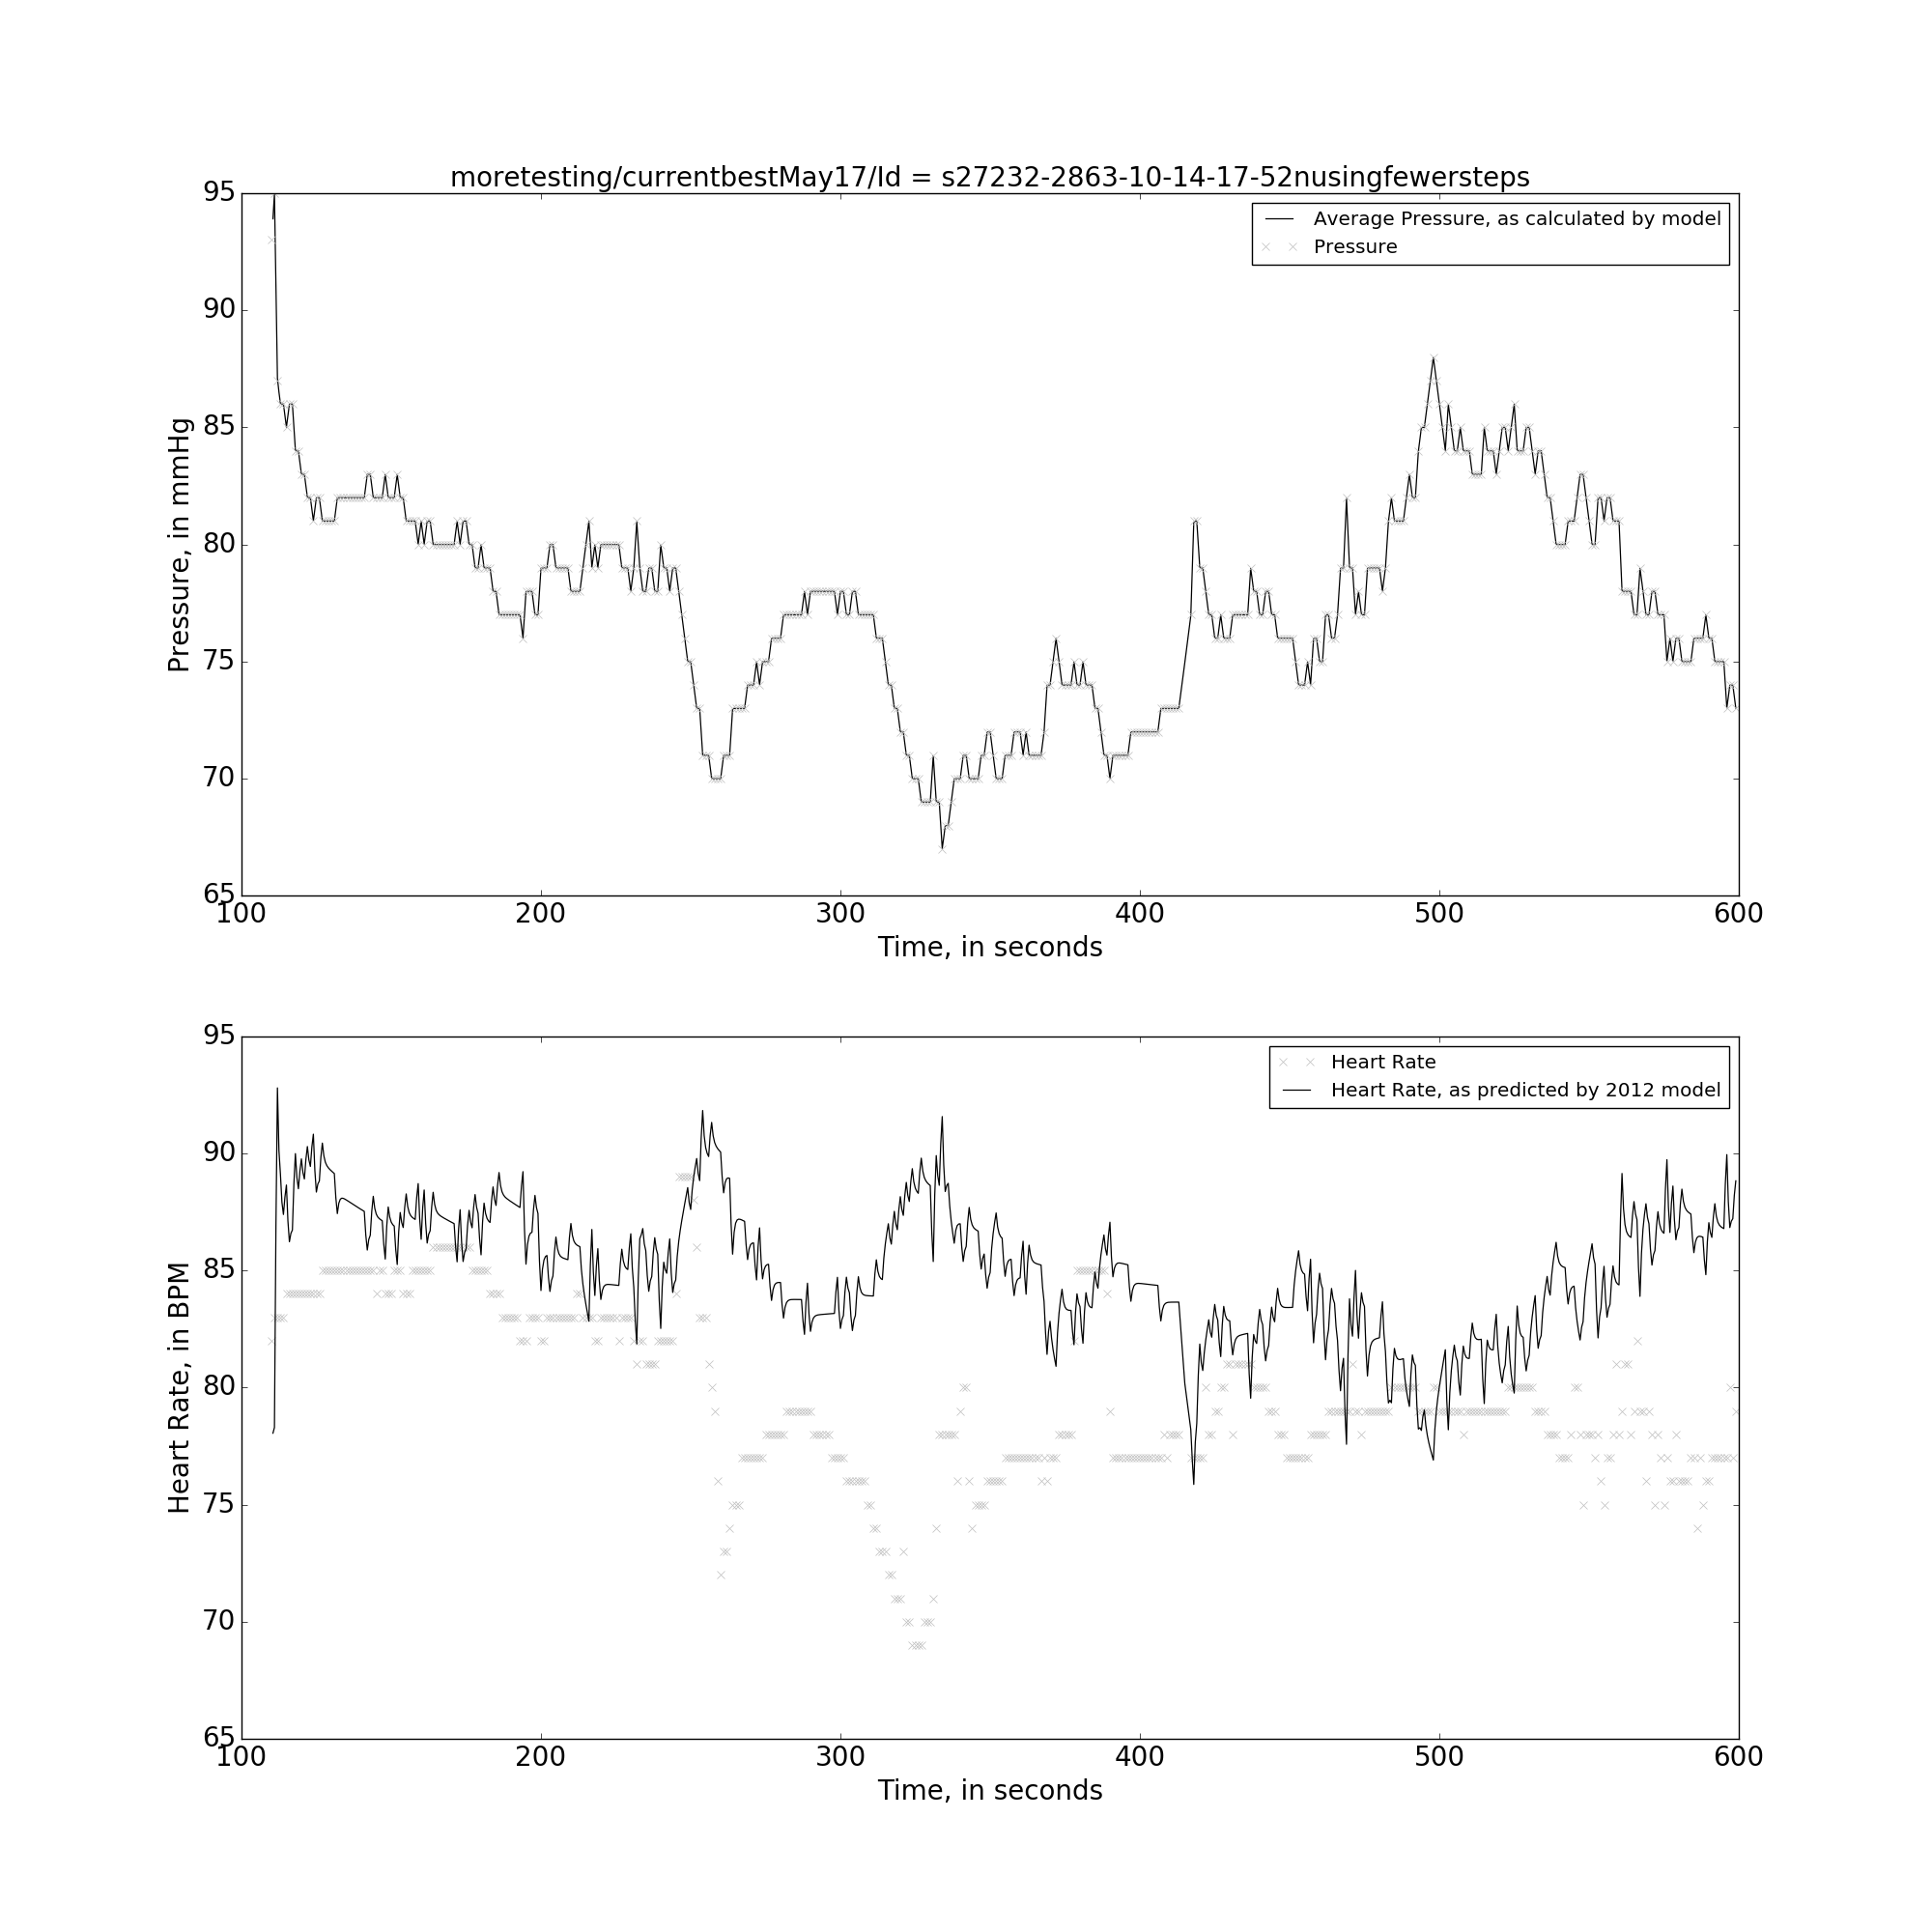 moretesting/currentbestMay17/Id = s27232-2863-10-14-17-52nusingfewersteps
95
90
85
80
75
70
65
Pressure, in mmHg
Average Pressure, as calculated by model
Pressure
100 200 300 400 500 600
Time, in seconds
95
90
85
80
75
70
65
Heart Rate, in BPM
Heart Rate
Heart Rate, as predicted by 2012 model
100 200 300 400 500 600
Time, in seconds